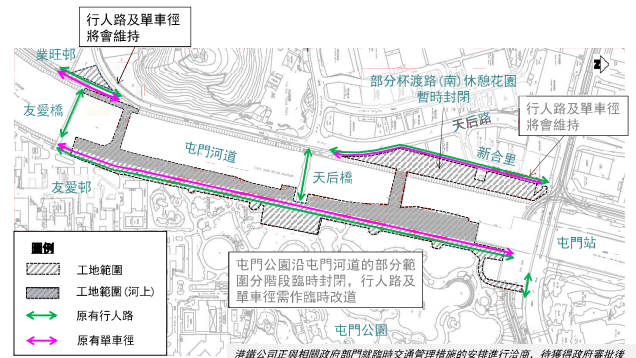 行人路及單車徑
將會維持
業旺邨
部分杯渡路(南)休憩花園
暫時封閉
行人路及單車徑
將會維持
友愛橋
天后路
屯門河道
新合里
天后橋
友愛邨
屯門站
圖例
工地範圍
工地範圍(河上)
原有行人路
原有單車徑
屯門公園沿屯門河道的部分範
圍分階段臨時封閉，行人路及
單車徑需作臨時改道
屯門公園
港鐵公司正與相關政府部門就臨時交通管理措施的安排進行洽商，待獲得政府審批後
N